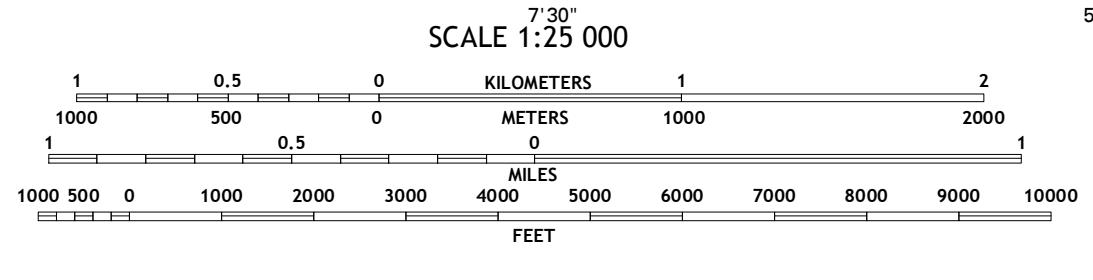 7'30" 5
SCALE 1:25 000
1 0.5 0 KILOMETERS 1 2
1000 500 0 METERS 1000 2000
1 0.5 0 1
MILES
1000 500 0 1000 2000 3000 4000 5000 6000 7000 8000 9000 10000
FEET